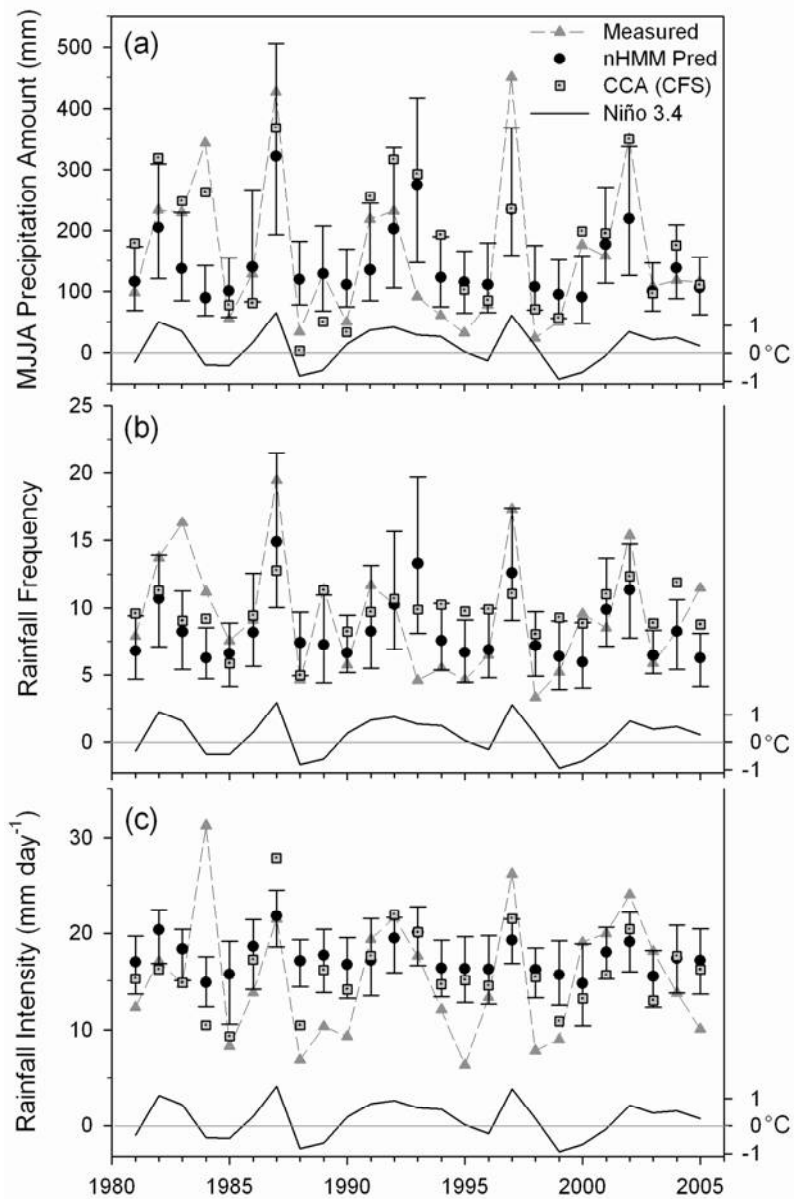 (a)
Measured
nHMM Pred
CCA (CFS)
Niño 3.4
MJJA Precipitation Amount (mm)
500
400
300
200
100
0
1
0 °C
-1
(b)
Rainfall Frequency
25
20
15
10
5
0
1
0 °C
-1
(c)
Rainfall Intensity (mm day-1)
30
20
10
0
1
0 °C
-1
1980 1985 1990 1995 2000 2005